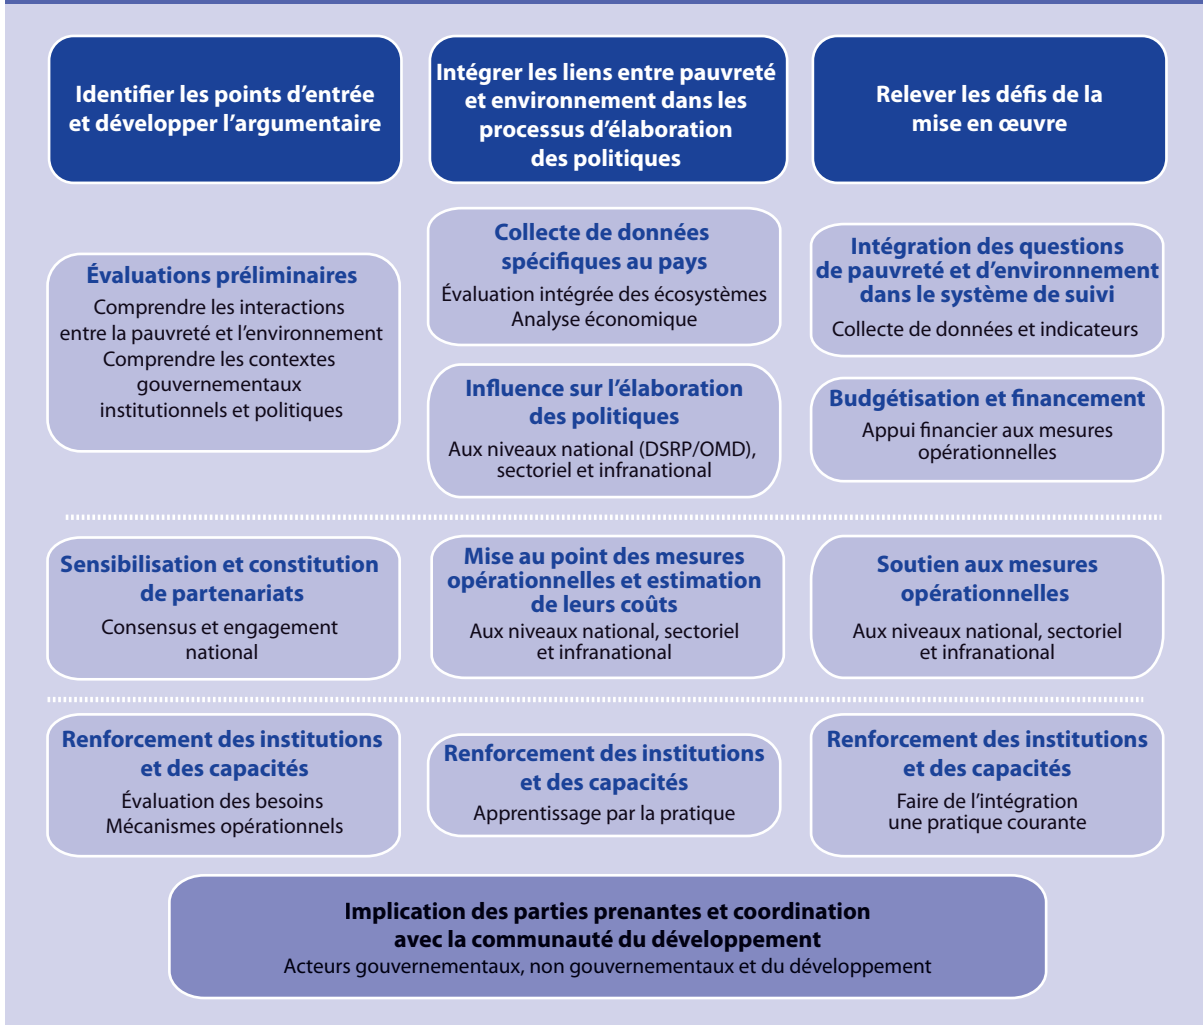 Identifier les points d’entrée
et développer l’argumentaire
Intégrer les liens entre pauvreté
et environnement dans les
processus d’élaboration
des politiques
Relever les défis de la
mise en œuvre
Évaluations préliminaires
Comprendre les interactions
entre la pauvreté et l’environnement
Comprendre les contextes
gouvernementaux
institutionnels et politiques
Collecte de données
spécifiques au pays
Évaluation intégrée des écosystèmes
Analyse économique
Influence sur l’élaboration
des politiques
Aux niveaux national (DSRP/OMD),
sectoriel et infranational
Intégration des questions
de pauvreté et d’environnement
dans le système de suivi
Collecte de données et indicateurs
Budgétisation et financement
Appui financier aux mesures
opérationnelles
Sensibilisation et constitution
de partenariats
Consensus et engagement
national
Mise au point des mesures
opérationnelles et estimation
de leurs coûts
Aux niveaux national, sectoriel
et infranational
Soutien aux mesures
opérationnelles
Aux niveaux national, sectoriel
et infranational
Renforcement des institutions
et des capacités
Évaluation des besoins
Mécanismes opérationnels
Renforcement des institutions
et des capacités
Apprentissage par la pratique
Renforcement des institutions
et des capacités
Faire de l’intégration
une pratique courante
Implication des parties prenantes et coordination
avec la communauté du développement
Acteurs gouvernementaux, non gouvernementaux et du développement